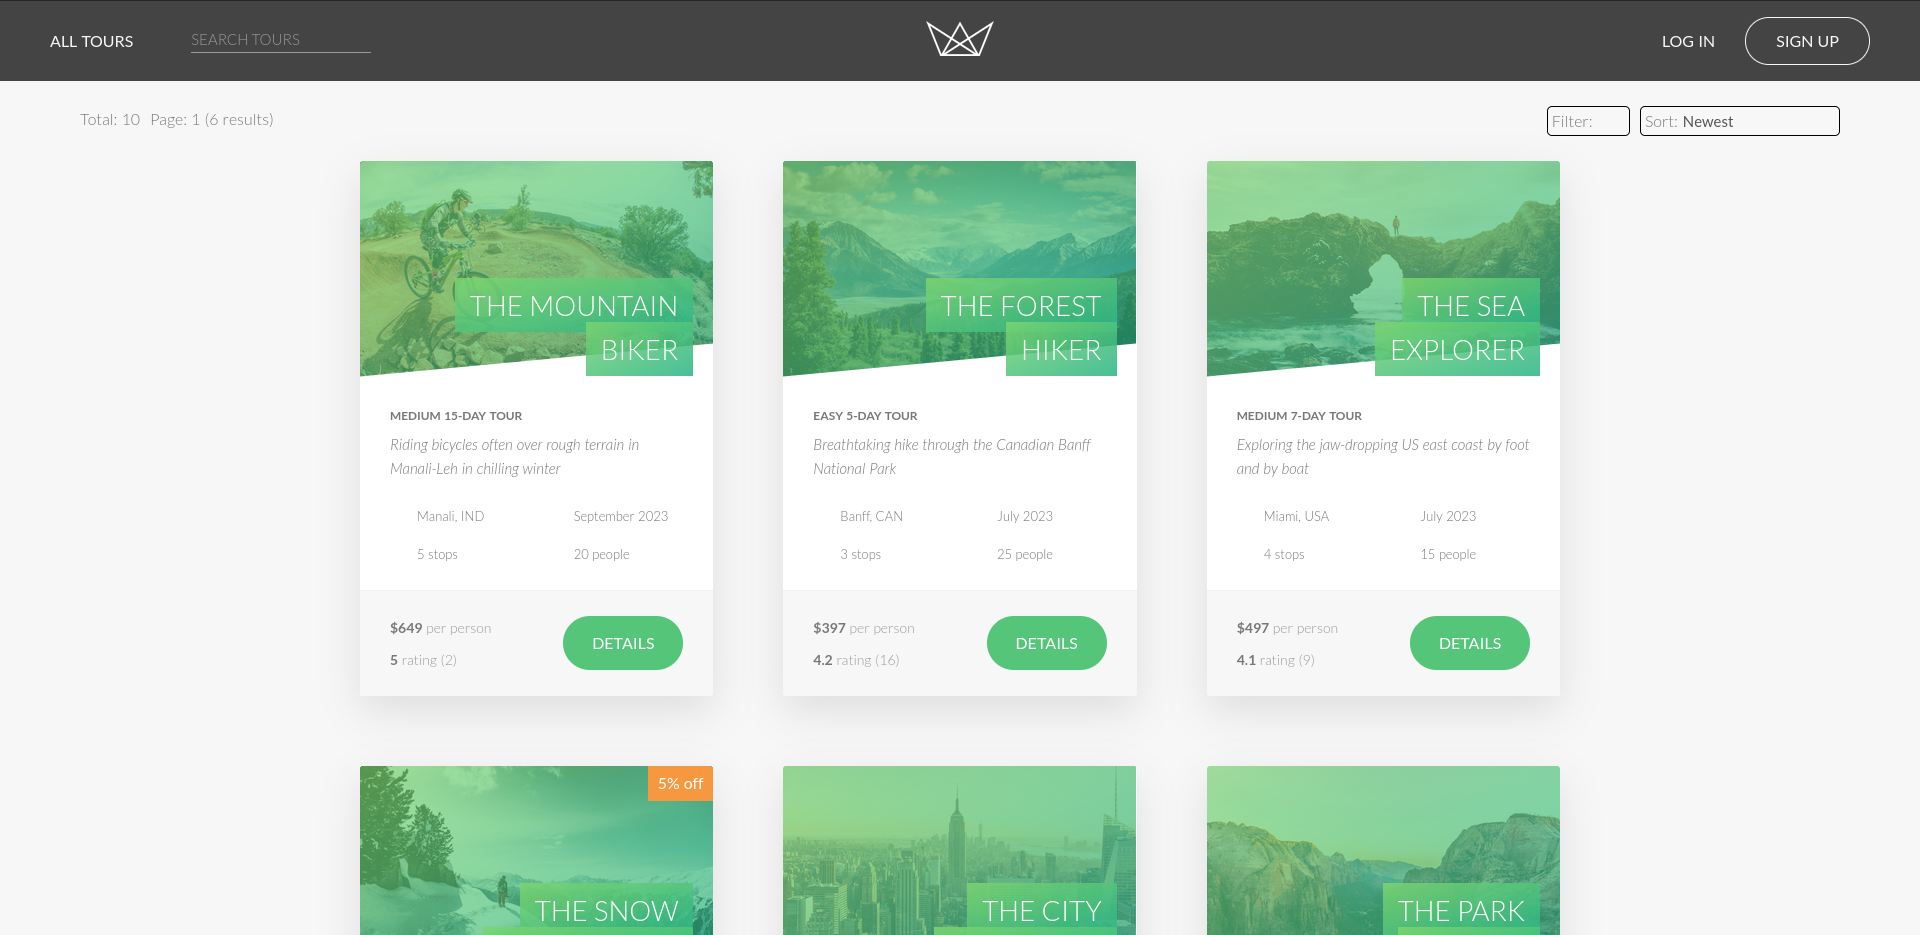 ALL TOURS
SEARCH TOURS
LOG IN
SIGN UP
Total: 10 Page: 1 (6 results)
Filter:
Sort: Newest
THE MOUNTAIN
BIKER
MEDIUM 15-DAY TOUR
Riding bicycles often over rough terrain in
Manali-Leh in chilling winter
Manali, IND
September 2023
5 stops
20 people
$649 per person
5 rating (2)
DETAILS
THE FOREST
HIKER
EASY 5-DAY TOUR
Breathtaking hike through the Canadian Banff
National Park
Banff, CAN
July 2023
3 stops
25 people
$397 per person
4.2 rating (16)
DETAILS
THE SEA
EXPLORER
MEDIUM 7-DAY TOUR
Exploring the jaw-dropping US east coast by foot
and by boat
Miami, USA
July 2023
4 stops
15 people
$497 per person
4.1 rating (9)
DETAILS
5% off
THE SNOW
THE CITY
THE PARK